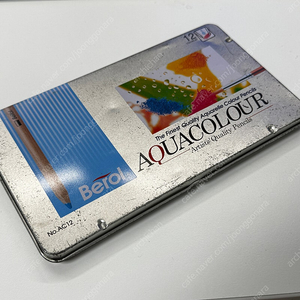 12
The Finest Quality Aquarelle Colour Pencils
AQUACOLOUR
Artists' Quality Pencils
Berol
No.AC12